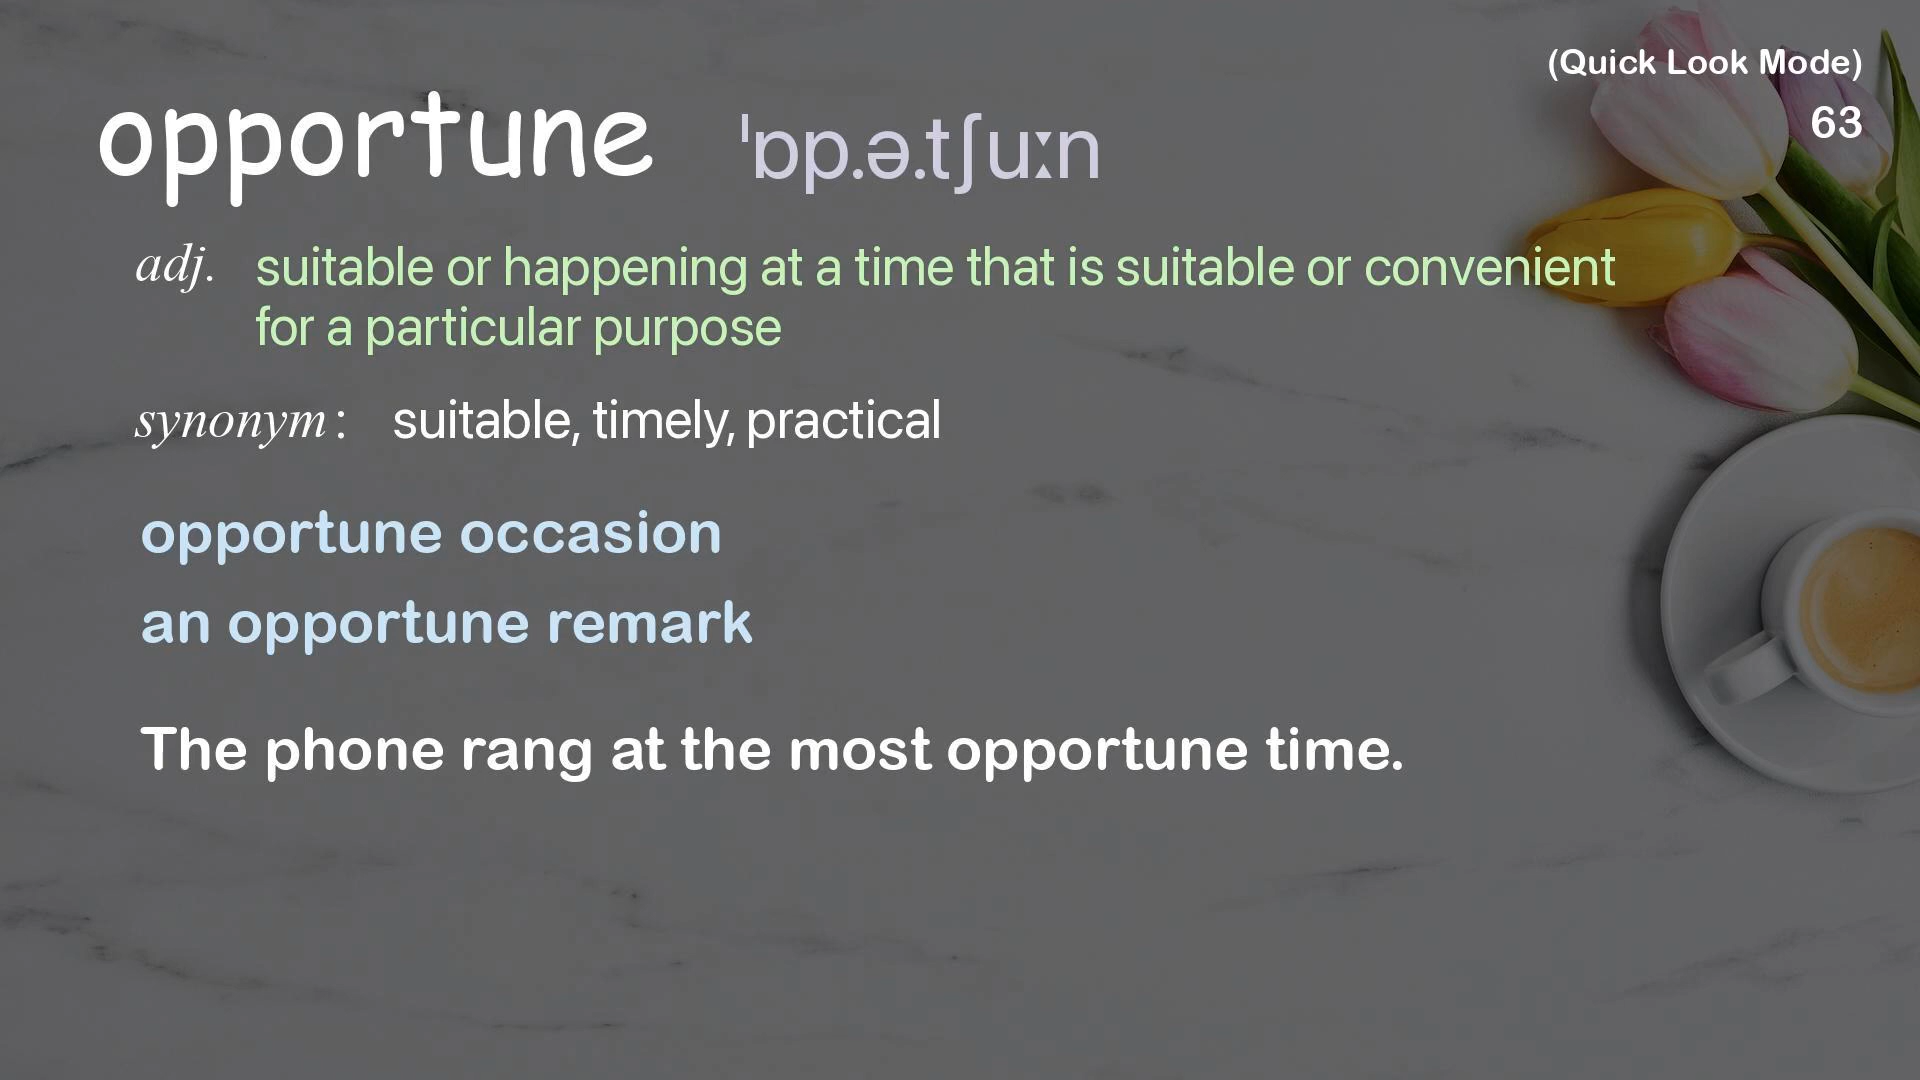 (Quick Look Mode)
63
opportune ˈɒp.ə.tʃuːn
adj. suitable or happening at a time that is suitable or convenient
for a particular purpose
synonym : suitable, timely, practical
opportune occasion
an opportune remark
The phone rang at the most opportune time.